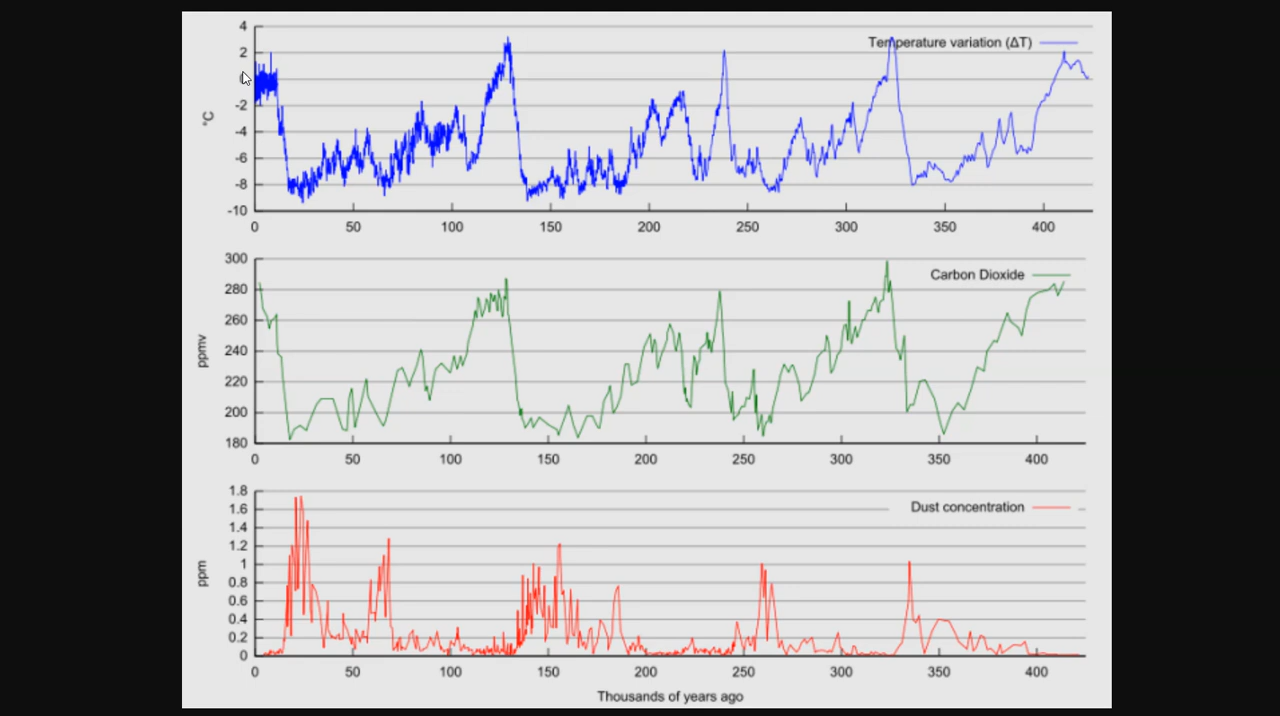 4
Temperature variation (ΔT)
2
-2
°C
-4
-6
-8
-10
0 50 100 150 200 250 300 350 400
300
Carbon Dioxide
280
260
ppmv
240
220
200
180
0 50 100 150 200 250 300 350 400
1.8
1.6
Dust concentration
1.4
1.2
ppm
1
0.8
0.6
0.4
0.2
0
0 50 100 150 200 250 300 350 400
Thousands of years ago